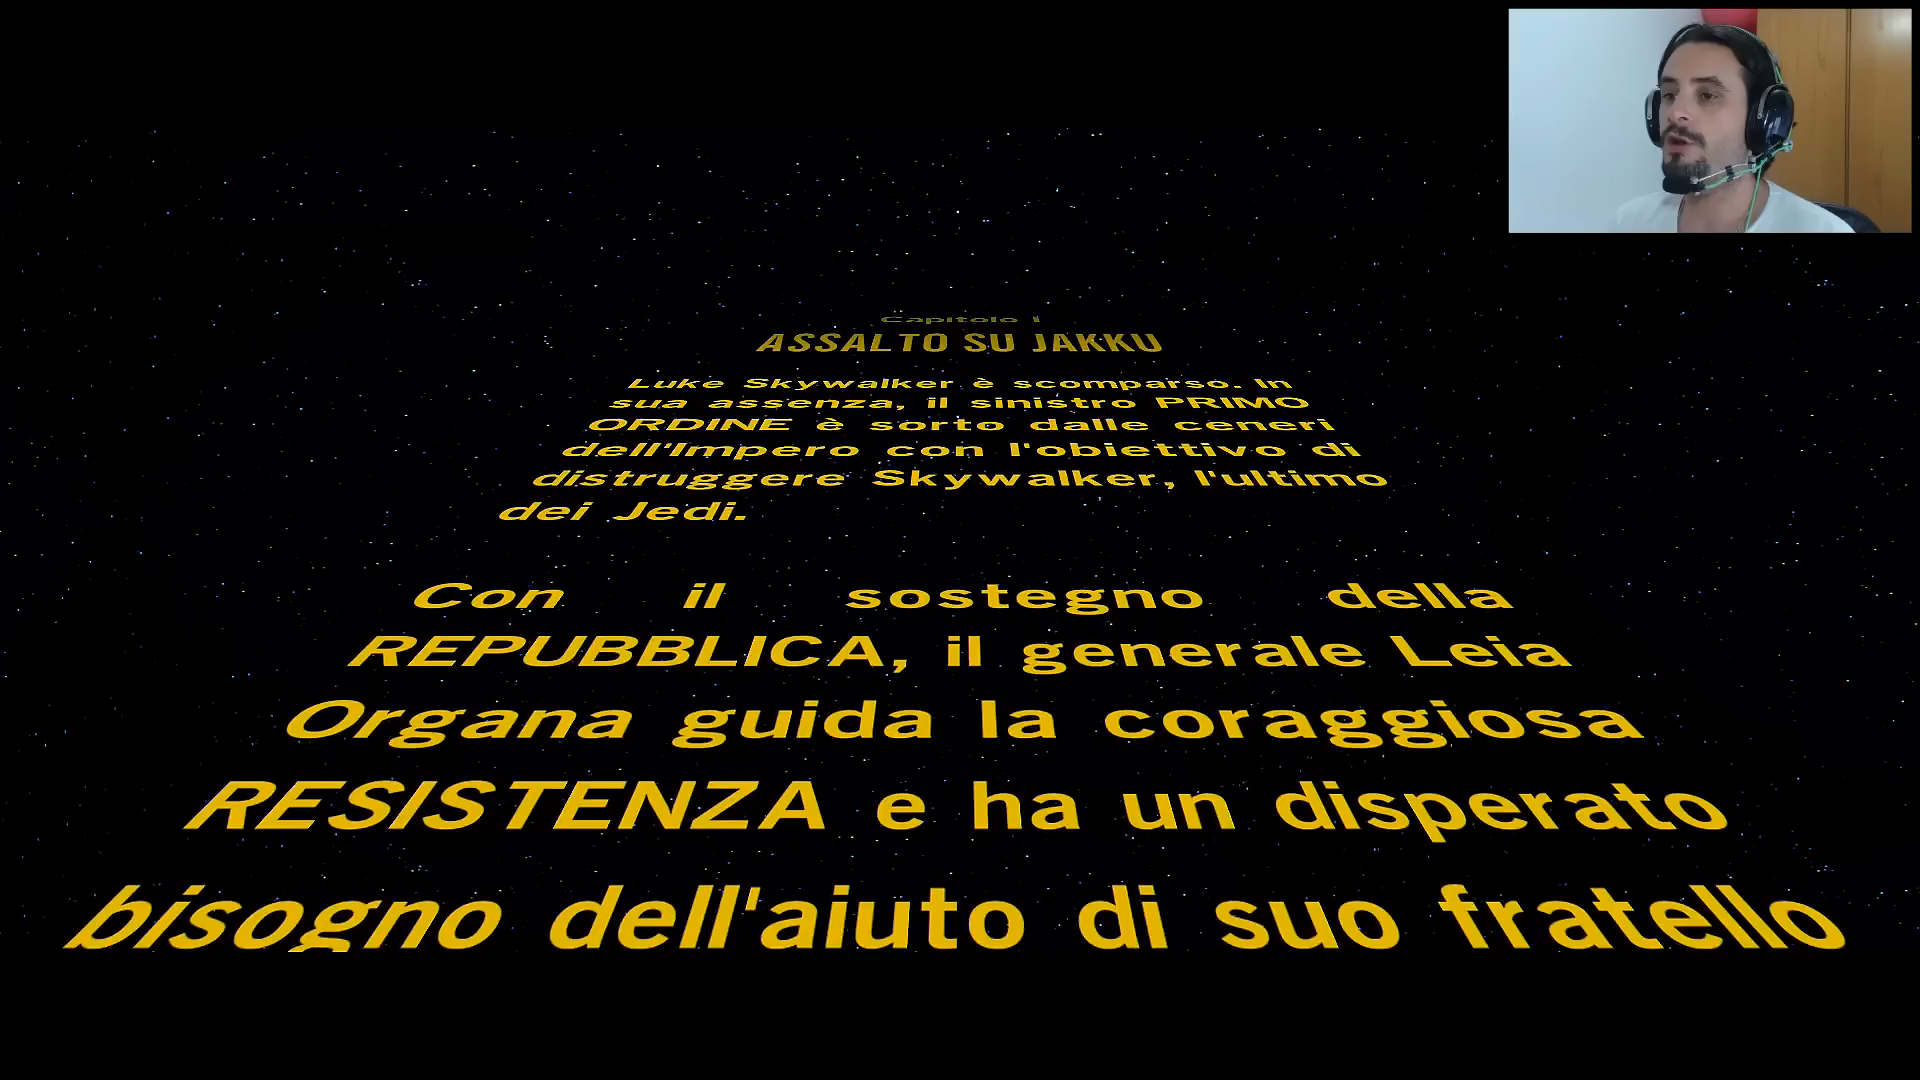 Capitolo I
ASSALTO SU JAKKU
Luke Skywalker è scomparso. In
sua assenza, il sinistro PRIMO
ORDINE è sorto dalle ceneri
dell'Impero con l'obiettivo di
distruggere Skywalker, l'ultimo
dei Jedi.
Con il sostegno della
REPUBBLICA, il generale Leia
Organa guida la coraggiosa
RESISTENZA e ha un disperato
bisogno dell'aiuto di suo fratello